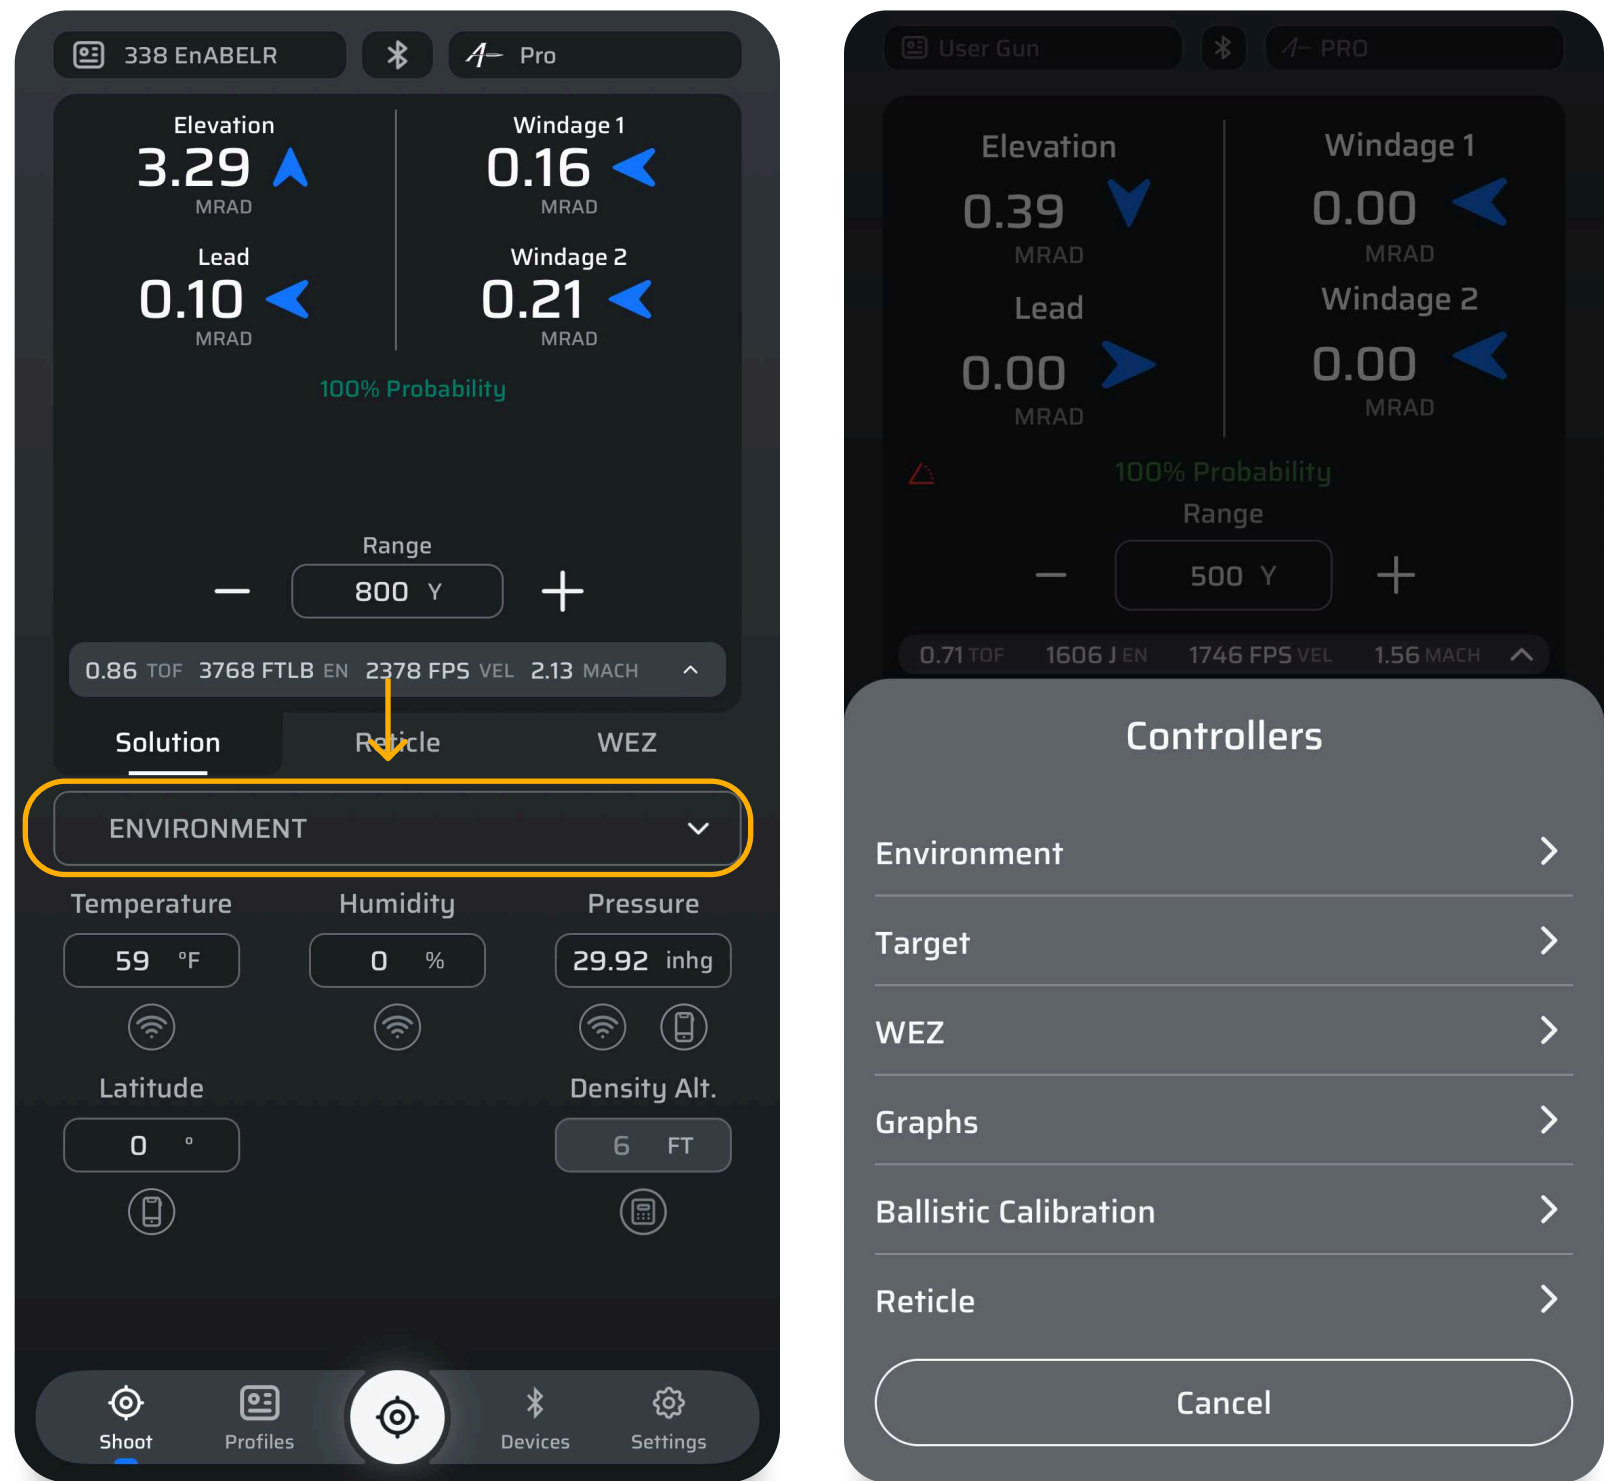 338 EnABELR
Pro
Elevation
3.29
MRAD
Windage 1
0.16
MRAD
Lead
0.10
MRAD
Windage 2
0.21
MRAD
100% Probability
Range
800 Y
0.86 TOF 3768 FTLB EN 2378 FPS VEL 2.13 MACH
Solution
Reticle
WEZ
ENVIRONMENT
Temperature
Humidity
Pressure
59 °F
0 %
29.92 inhg
Latitude
Density Alt.
0 °
6 FT
Shoot
Profiles
Devices
Settings
User Gun
PRO
Elevation
0.39
MRAD
Windage 1
0.00
MRAD
Lead
0.00
MRAD
Windage 2
0.00
MRAD
100% Probability
Range
500 Y
0.71 TOF 1606 J EN 1746 FPS VEL 1.56 MACH
Controllers
Environment
Target
WEZ
Graphs
Ballistic Calibration
Reticle
Cancel